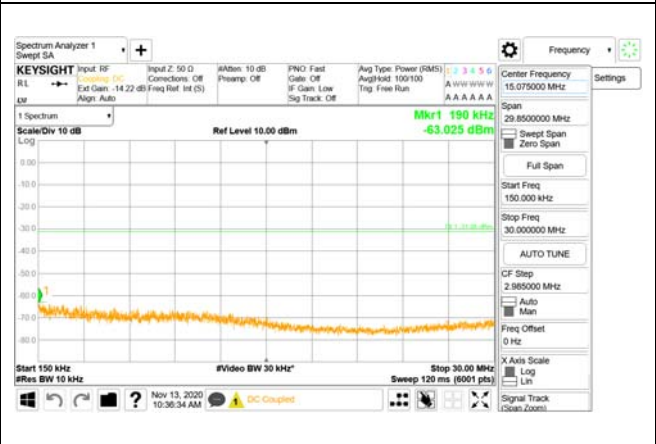 Spectrum Analyzer 1
Swept SA
Frequency
KEYSIGHT
RL
Input: RF
Coupling: DC
Ext Gain: -14.22 dB
Align: Auto
Input Z: 50 Ω
Corrections: Off
Freq Ref: Int (S)
#Atten: 10 dB
Preamp: Off
PNO: Fast
Gate: Off
IF Gain: Low
Sig Track: Off
Avg Type: Power (RMS)
Avg|Hold: 100/100
Trig: Free Run
1 2 3 4 5 6
A W W W W W
A A A A A A
1 Spectrum
Scale/Div 10 dB
Ref Level 10.00 dBm
Mkr1 190 kHz
-63.025 dBm
Log
0.00
-10.0
-20.0
-30.0
-40.0
-50.0
-60.0
-70.0
-80.0
1
Start 150 kHz
#Res BW 10 kHz
#Video BW 30 kHz*
Stop 30.00 MHz
Sweep 120 ms (6001 pts)
Center Frequency
15.075000 MHz
Settings
Span
29.8500000 MHz
Swept Span
Zero Span
Full Span
Start Freq
150.000 kHz
Stop Freq
30.000000 MHz
AUTO TUNE
CF Step
2.985000 MHz
Auto
Man
Freq Offset
0 Hz
X Axis Scale
Log
Lin
Signal Track
(Span Zoom)
?
Nov 13, 2020
10:36:34 AM
1
DC Coupled